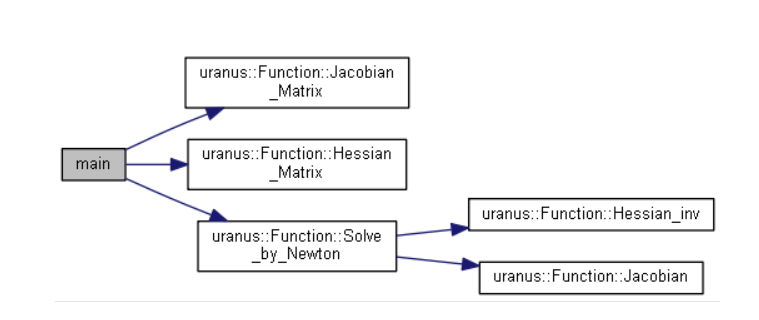 uranus::Function::Jacobian
_Matrix
main
uranus::Function::Hessian
_Matrix
uranus::Function::Solve
_by_Newton
uranus::Function::Hessian_inv
uranus::Function::Jacobian